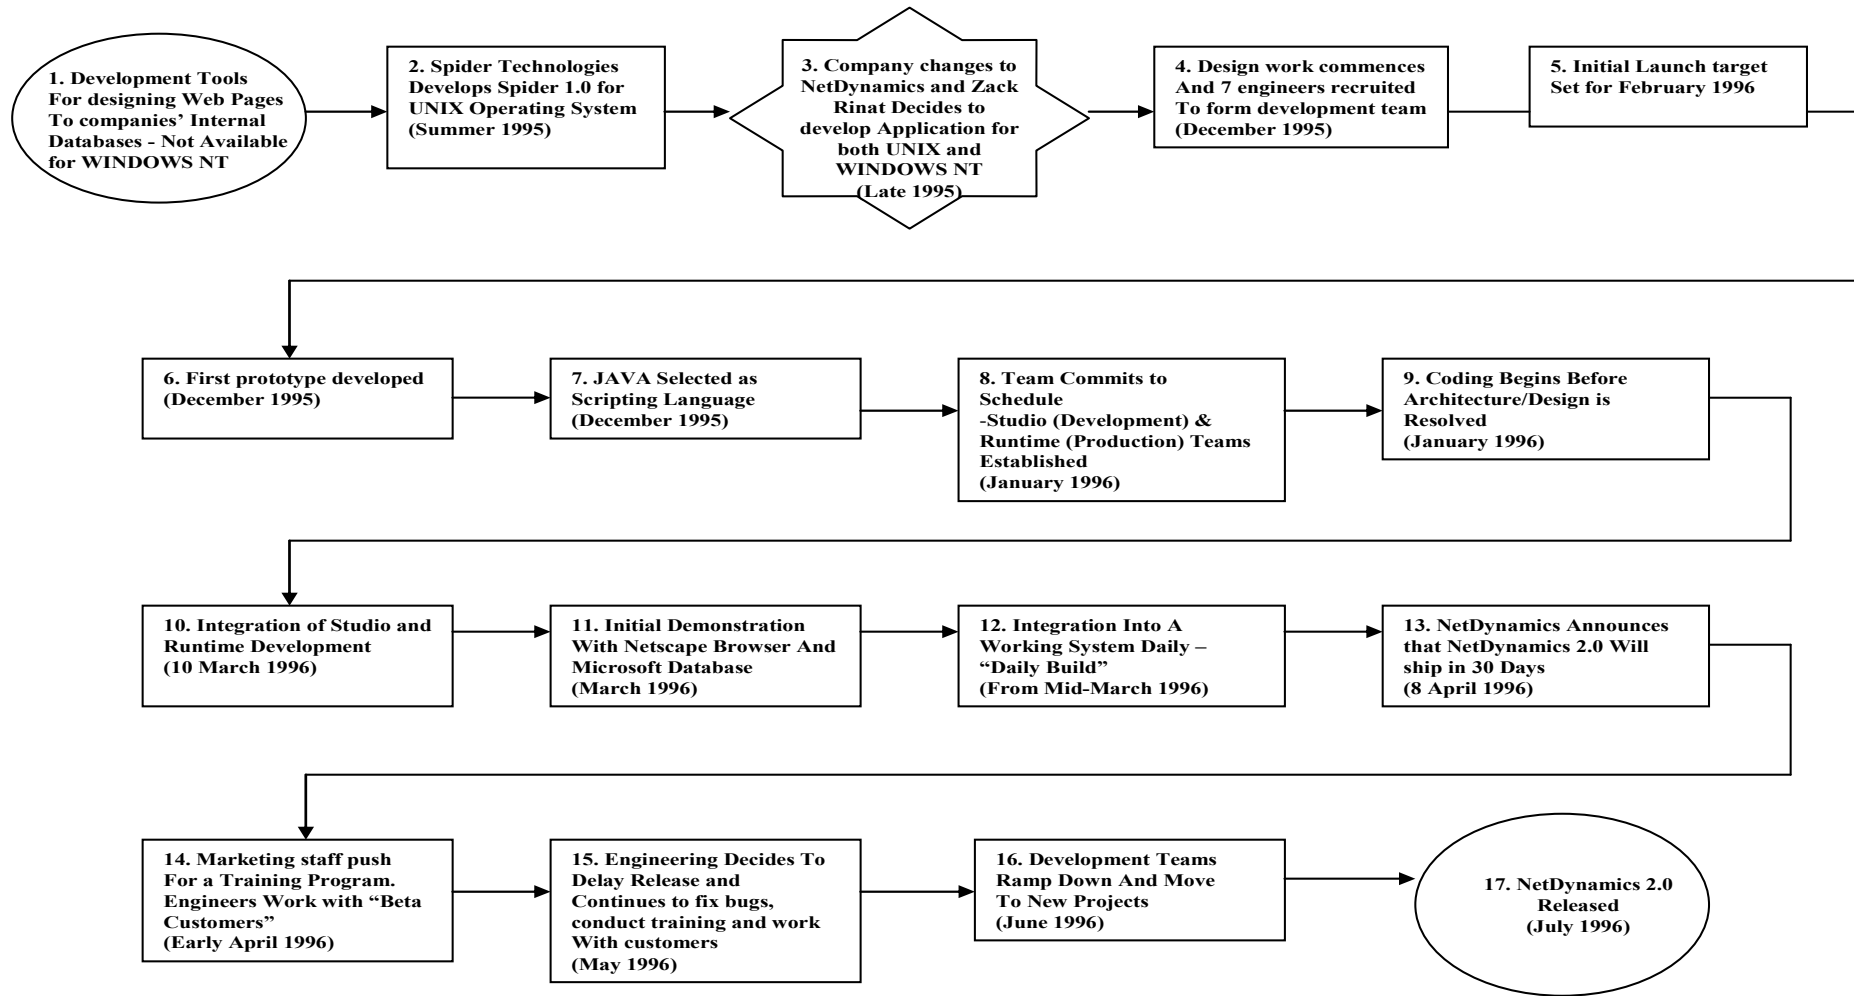 1. Development Tools
For designing Web Pages
To companies’ Internal
Databases - Not Available
for WINDOWS NT
2. Spider Technologies
Develops Spider 1.0 for
UNIX Operating System
(Summer 1995)
3. Company changes to
NetDynamics and Zack
Rinat Decides to
develop Application for
both UNIX and
WINDOWS NT
(Late 1995)
4. Design work commences
And 7 engineers recruited
To form development team
(December 1995)
5. Initial Launch target
Set for February 1996
6. First prototype developed
(December 1995)
7. JAVA Selected as
Scripting Language
(December 1995)
8. Team Commits to
Schedule
-Studio (Development) &
Runtime (Production) Teams
Established
(January 1996)
9. Coding Begins Before
Architecture/Design is
Resolved
(January 1996)
10. Integration of Studio and
Runtime Development
(10 March 1996)
11. Initial Demonstration
With Netscape Browser And
Microsoft Database
(March 1996)
12. Integration Into A
Working System Daily –
“Daily Build”
(From Mid-March 1996)
13. NetDynamics Announces
that NetDynamics 2.0 Will
ship in 30 Days
(8 April 1996)
14. Marketing staff push
For a Training Program.
Engineers Work with “Beta
Customers”
(Early April 1996)
15. Engineering Decides To
Delay Release and
Continues to fix bugs,
conduct training and work
With customers
(May 1996)
16. Development Teams
Ramp Down And Move
To New Projects
(June 1996)
17. NetDynamics 2.0
Released
(July 1996)